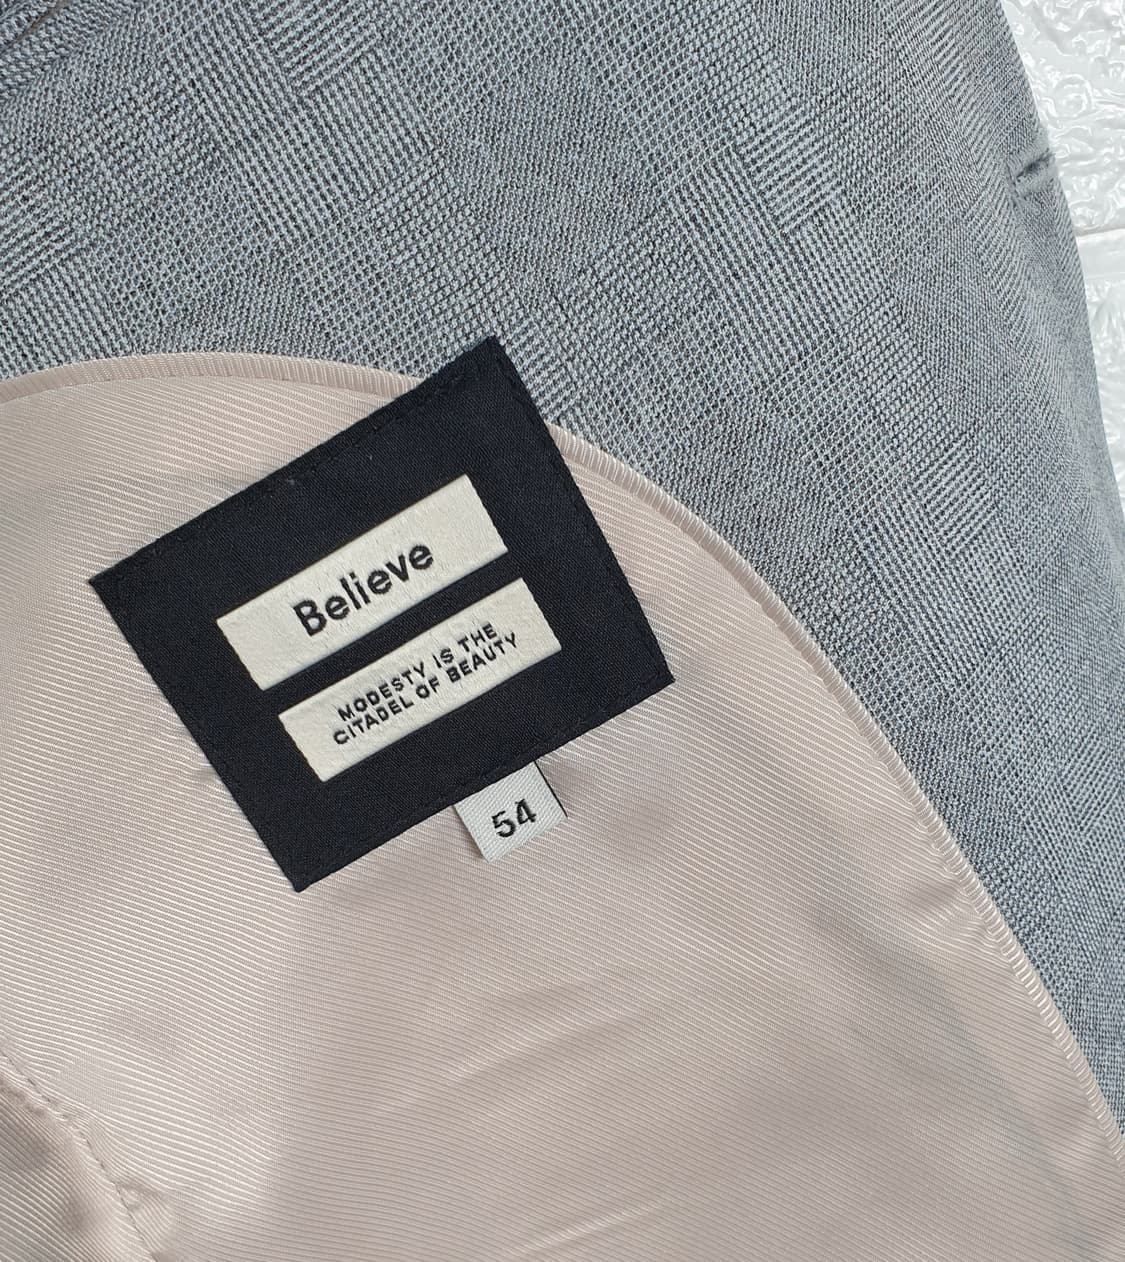 Believe
MODESTY IS THE
CITADEL OF BEAUTY
54